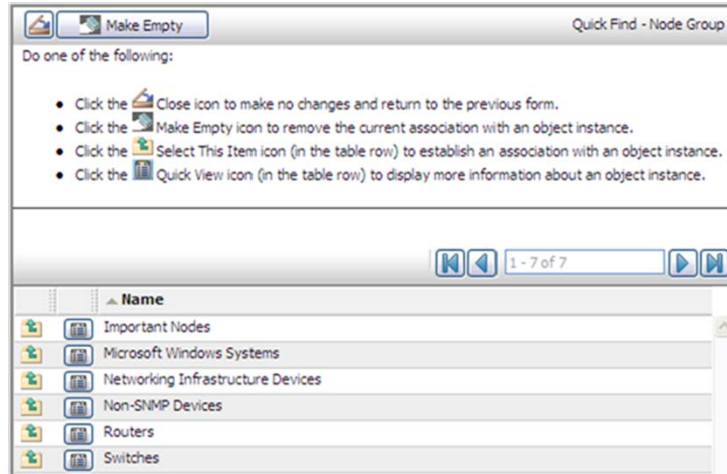 Make Empty
Quick Find - Node Group
Do one of the following:
Click the Close icon to make no changes and return to the previous form.
Click the Make Empty icon to remove the current association with an object instance.
Click the Select This Item icon (in the table row) to establish an association with an object instance.
Click the Quick View icon (in the table row) to display more information about an object instance.
1 - 7 of 7
Name
Important Nodes
Microsoft Windows Systems
Networking Infrastructure Devices
Non-SNMP Devices
Routers
Switches